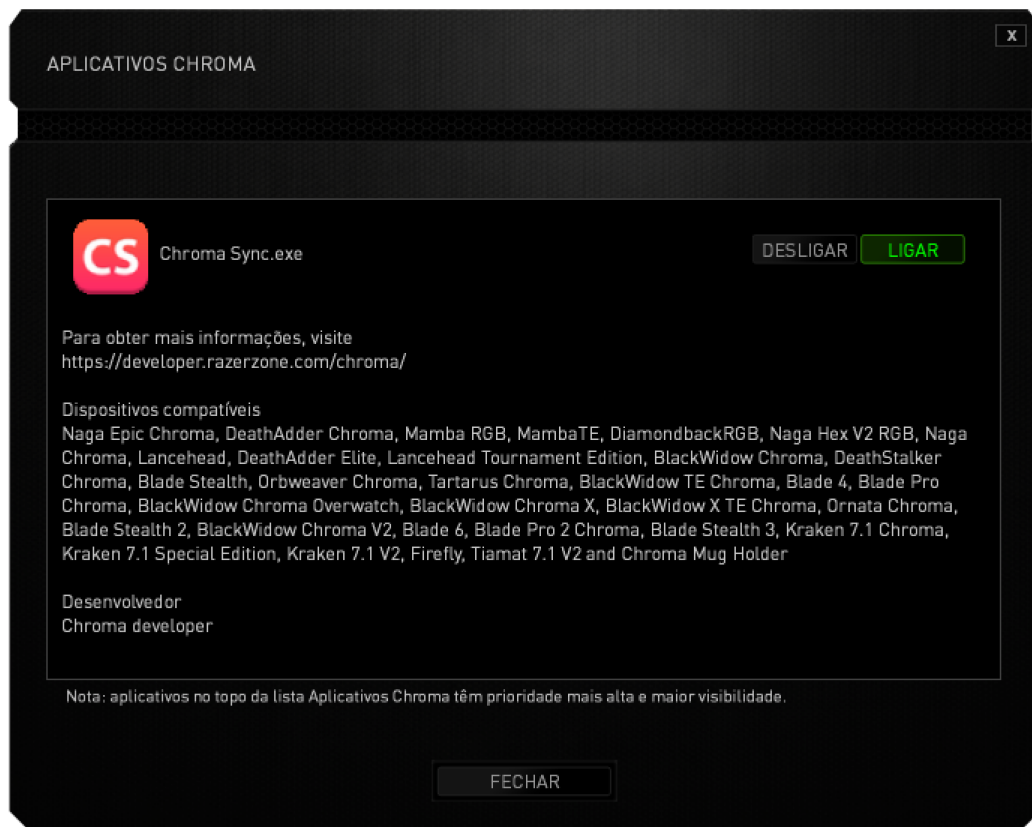 X
APLICATIVOS CHROMA
CS
Chroma Sync.exe
DESLIGAR
LIGAR
Para obter mais informações, visite
https://developer.razerzone.com/chroma/
Dispositivos compatíveis
Naga Epic Chroma, DeathAdder Chroma, Mamba RGB, MambaTE, DiamondbackRGB, Naga Hex V2 RGB, Naga
Chroma, Lancehead, DeathAdder Elite, Lancehead Tournament Edition, BlackWidow Chroma, DeathStalker
Chroma, Blade Stealth, Orbweaver Chroma, Tartarus Chroma, BlackWidow TE Chroma, Blade 4, Blade Pro
Chroma, BlackWidow Chroma Overwatch, BlackWidow Chroma X, BlackWidow X TE Chroma, Ornata Chroma,
Blade Stealth 2, BlackWidow Chroma V2, Blade 6, Blade Pro 2 Chroma, Blade Stealth 3, Kraken 7.1 Chroma,
Kraken 7.1 Special Edition, Kraken 7.1 V2, Firefly, Tiamat 7.1 V2 and Chroma Mug Holder
Desenvolvedor
Chroma developer
Nota: aplicativos no topo da lista Aplicativos Chroma têm prioridade mais alta e maior visibilidade.
FECHAR